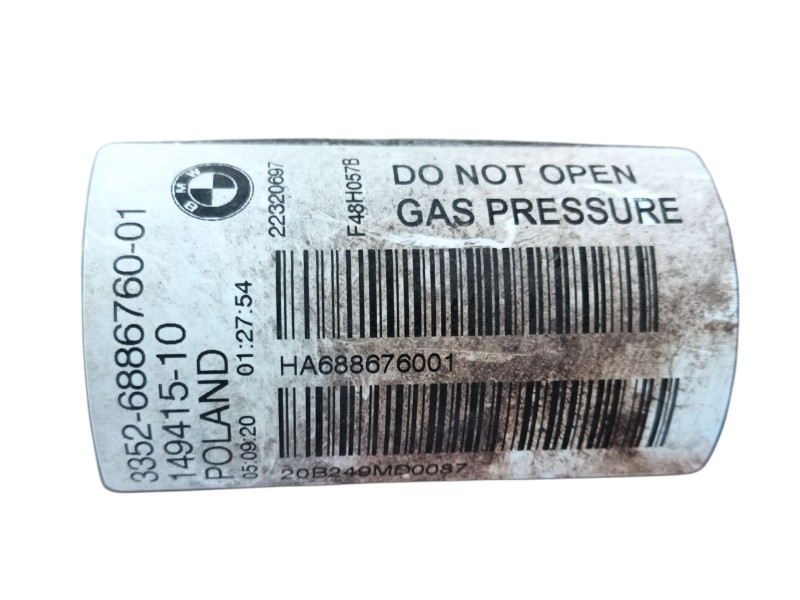 DO NOT OPEN
GAS PRESSURE
HA688676001
20B249MD0087
3352-6886760-01
149415-10
POLAND
05:09:20 01:27:54
22320697
F48H057B
BMW